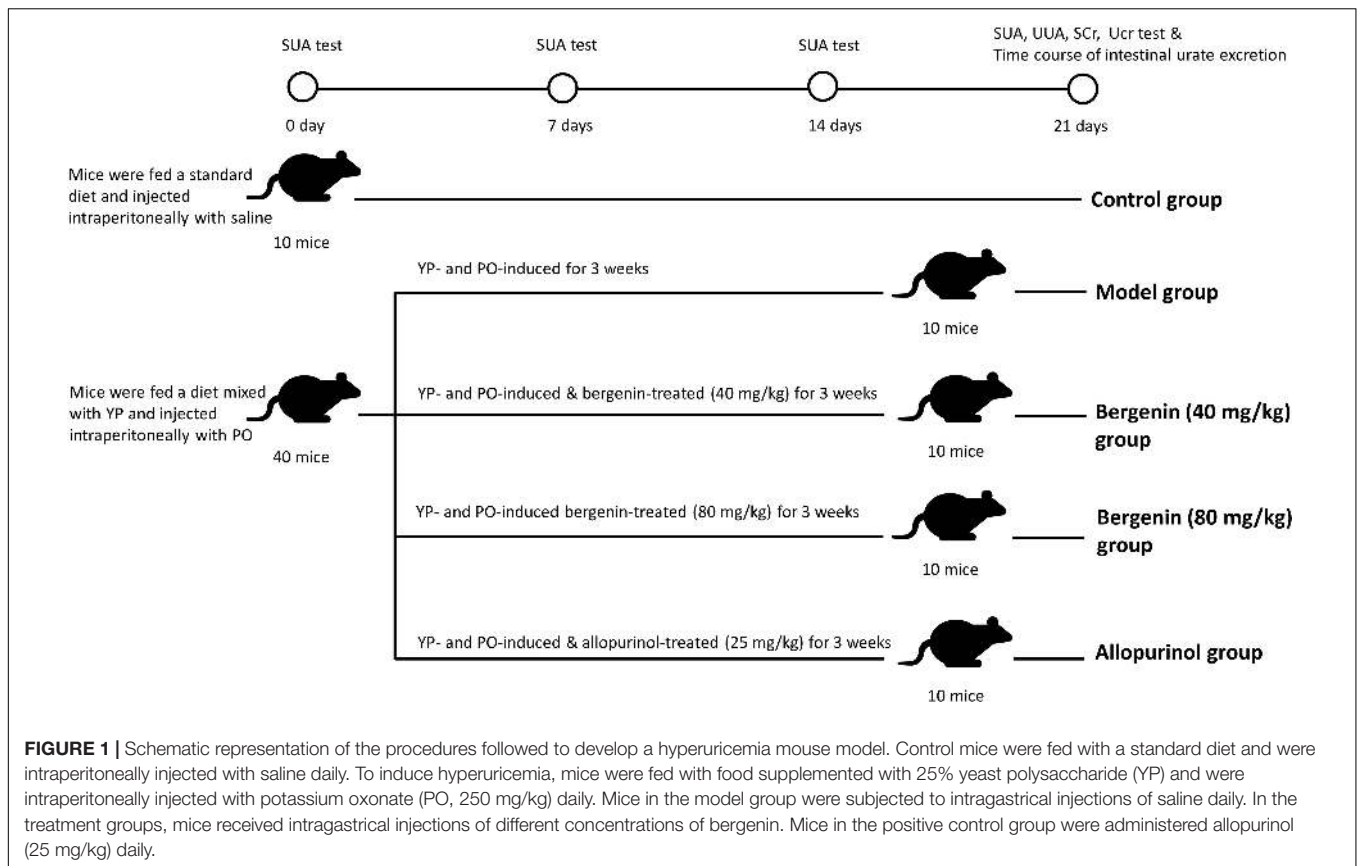 SUA test
SUA test
SUA test
SUA, UUA, SCr, Ucr test &
Time course of intestinal urate excretion
0 day
7 days
14 days
21 days
Mice were fed a standard
diet and injected
intraperitoneally with saline
10 mice
Control group
YP- and PO-induced for 3 weeks
10 mice
Model group
Mice were fed a diet mixed
with YP and injected
intraperitoneally with PO
40 mice
YP- and PO-induced & bergenin-treated (40 mg/kg) for 3 weeks
10 mice
Bergenin (40 mg/kg)
group
YP- and PO-induced bergenin-treated (80 mg/kg) for 3 weeks
10 mice
Bergenin (80 mg/kg)
group
YP- and PO-induced & allopurinol-treated (25 mg/kg) for 3 weeks
10 mice
Allopurinol group
FIGURE 1 | Schematic representation of the procedures followed to develop a hyperuricemia mouse model. Control mice were fed with a standard diet and were
intraperitoneally injected with saline daily. To induce hyperuricemia, mice were fed with food supplemented with 25% yeast polysaccharide (YP) and were
intraperitoneally injected with potassium oxonate (PO, 250 mg/kg) daily. Mice in the model group were subjected to intragastrical injections of saline daily. In the
treatment groups, mice received intragastrical injections of different concentrations of bergenin. Mice in the positive control group were administered allopurinol
(25 mg/kg) daily.